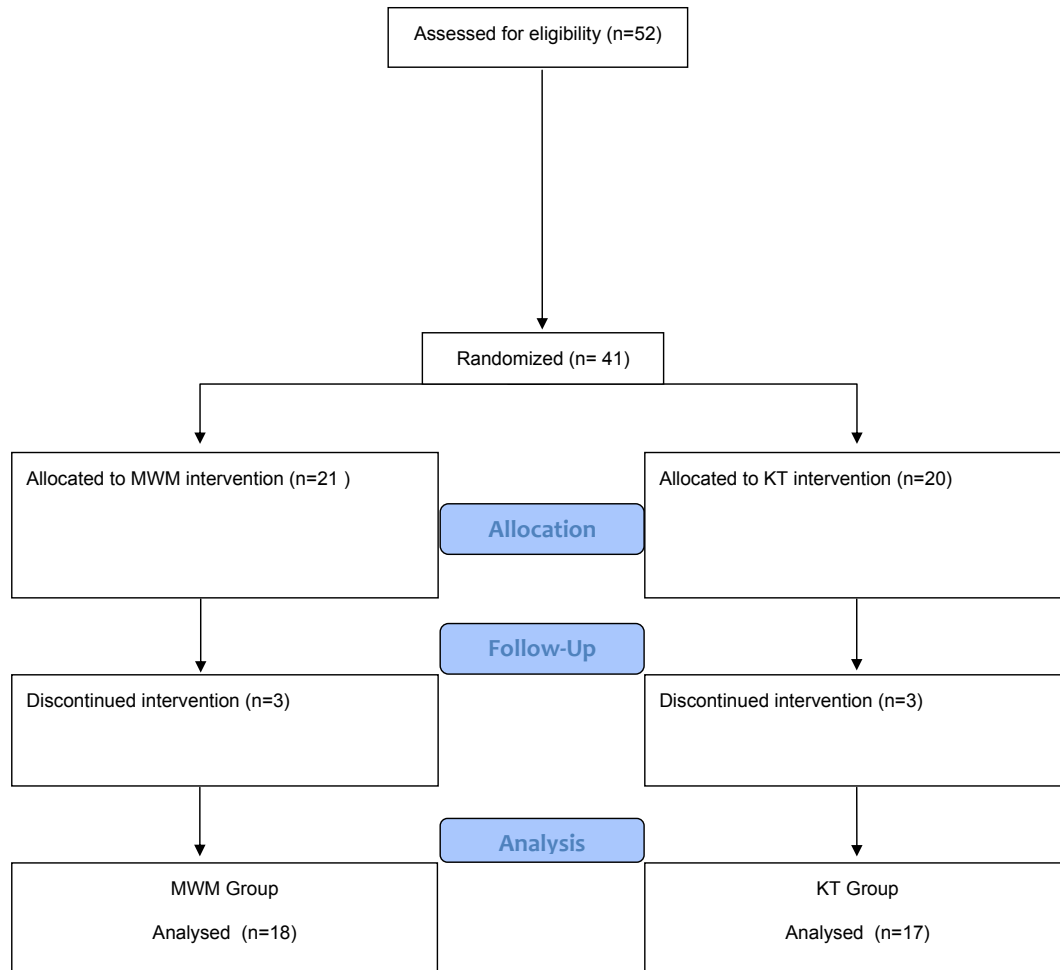 Assessed for eligibility (n=52)
Randomized (n= 41)
Allocated to MWM intervention (n=21 )
Allocated to KT intervention (n=20)
Allocation
Follow-Up
Discontinued intervention (n=3)
Discontinued intervention (n=3)
Analysis
MWM Group
Analysed (n=18)
KT Group
Analysed (n=17)